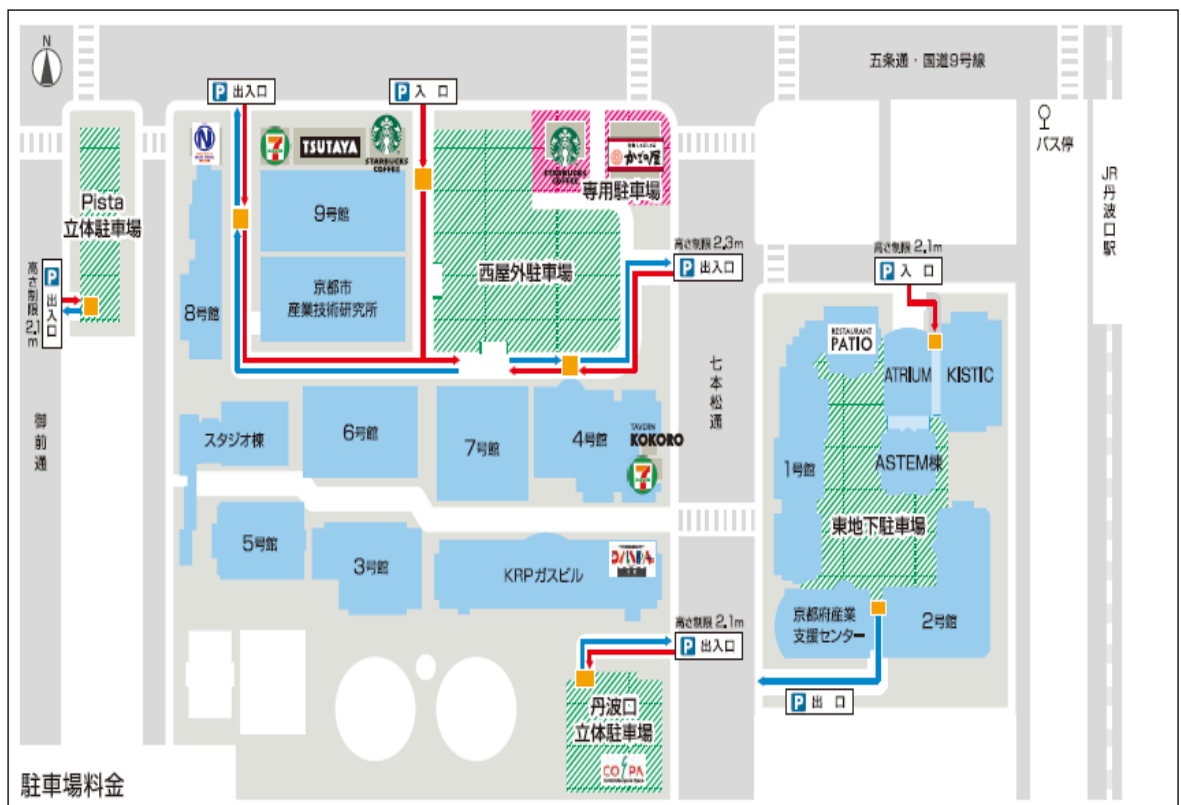 N
五条通・国道9号線
P 出入口
P 入 口
バス停
JR丹波口駅
TSUTAYA
STARBUCKS
COFFEE
STARBUCKS
COFFEE
かごの屋
専用駐車場
Pista
立体駐車場
9号館
西屋外駐車場
高さ制限 2.3m
P 出入口
高さ制限 2.1m
P 入 口
高さ制限 2.1m
P 出入口
8号館
京都市
産業技術研究所
RESTAURANT
PATIO
ATRIUM
KISTIC
七本松通
御前通
スタジオ棟
6号館
7号館
4号館
TAVERN
KOKORO
1号館
ASTEM棟
東地下駐車場
5号館
3号館
KRPガスビル
京都府産業
支援センター
2号館
高さ制限 2.1m
P 出入口
P 出 口
丹波口
立体駐車場
駐車場料金